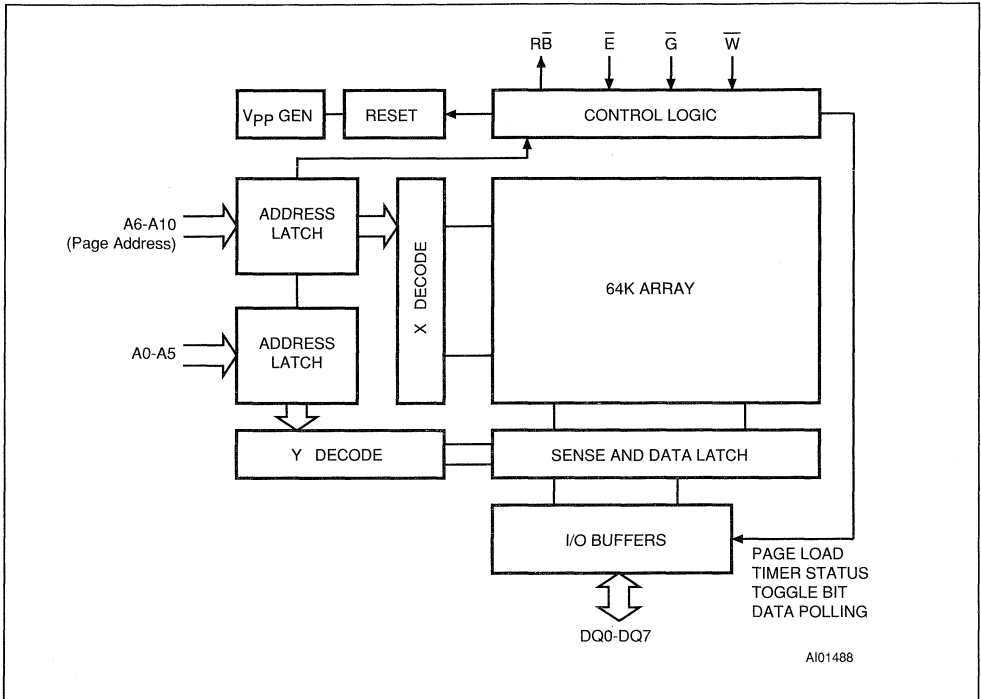 RB̅ E̅ G̅ W̅
VPP GEN
RESET
CONTROL LOGIC
A6-A10
(Page Address)
ADDRESS
LATCH
X DECODE
64K ARRAY
A0-A5
ADDRESS
LATCH
Y DECODE
SENSE AND DATA LATCH
I/O BUFFERS
PAGE LOAD
TIMER STATUS
TOGGLE BIT
DATA POLLING
DQ0-DQ7
AI01488